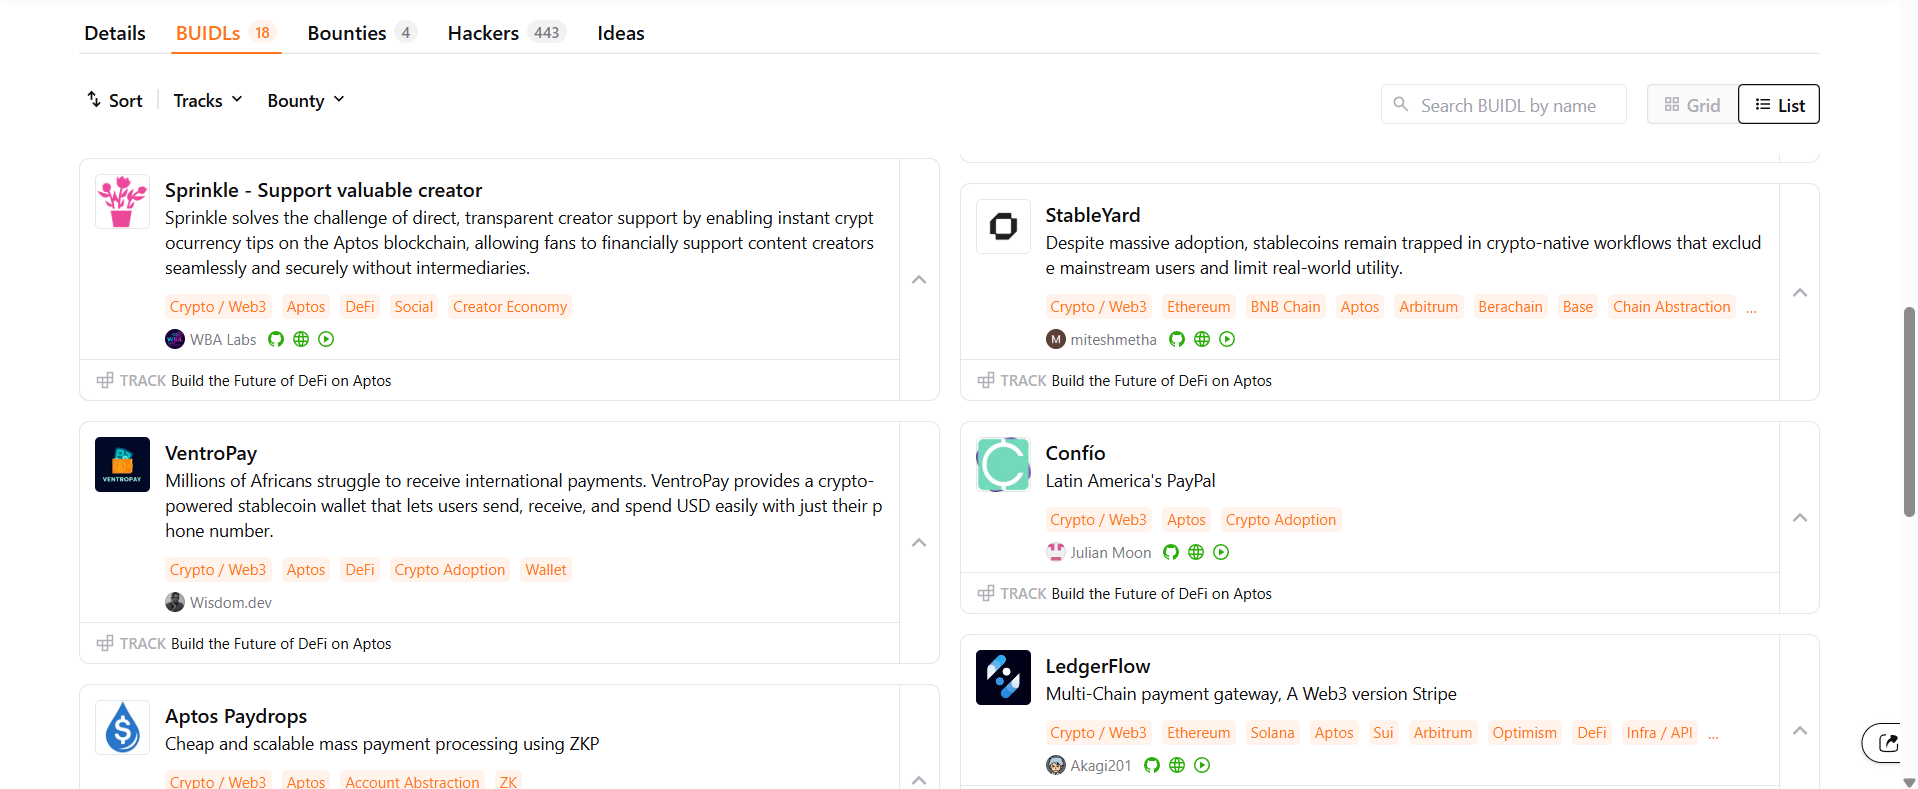 Details BUIDLs 18 Bounties 4 Hackers 443 Ideas
Sort Tracks Bounty Search BUIDL by name Grid List
Sprinkle - Support valuable creator
Sprinkle solves the challenge of direct, transparent creator support by enabling instant crypt
ocurrency tips on the Aptos blockchain, allowing fans to financially support content creators
seamlessly and securely without intermediaries.
Crypto / Web3 Aptos DeFi Social Creator Economy
WBA Labs
TRACK Build the Future of DeFi on Aptos
VENTROPAY
VentroPay
Millions of Africans struggle to receive international payments. VentroPay provides a crypto-
powered stablecoin wallet that lets users send, receive, and spend USD easily with just their p
hone number.
Crypto / Web3 Aptos DeFi Crypto Adoption Wallet
Wisdom.dev
TRACK Build the Future of DeFi on Aptos
Aptos Paydrops
Cheap and scalable mass payment processing using ZKP
Crypto / Web3 Aptos Account Abstraction ZK
StableYard
Despite massive adoption, stablecoins remain trapped in crypto-native workflows that exclud
e mainstream users and limit real-world utility.
Crypto / Web3 Ethereum BNB Chain Aptos Arbitrum Berachain Base Chain Abstraction ...
M miteshmetha
TRACK Build the Future of DeFi on Aptos
Confío
Latin America's PayPal
Crypto / Web3 Aptos Crypto Adoption
Julian Moon
TRACK Build the Future of DeFi on Aptos
LedgerFlow
Multi-Chain payment gateway, A Web3 version Stripe
Crypto / Web3 Ethereum Solana Aptos Sui Arbitrum Optimism DeFi Infra / API ...
Akagi201